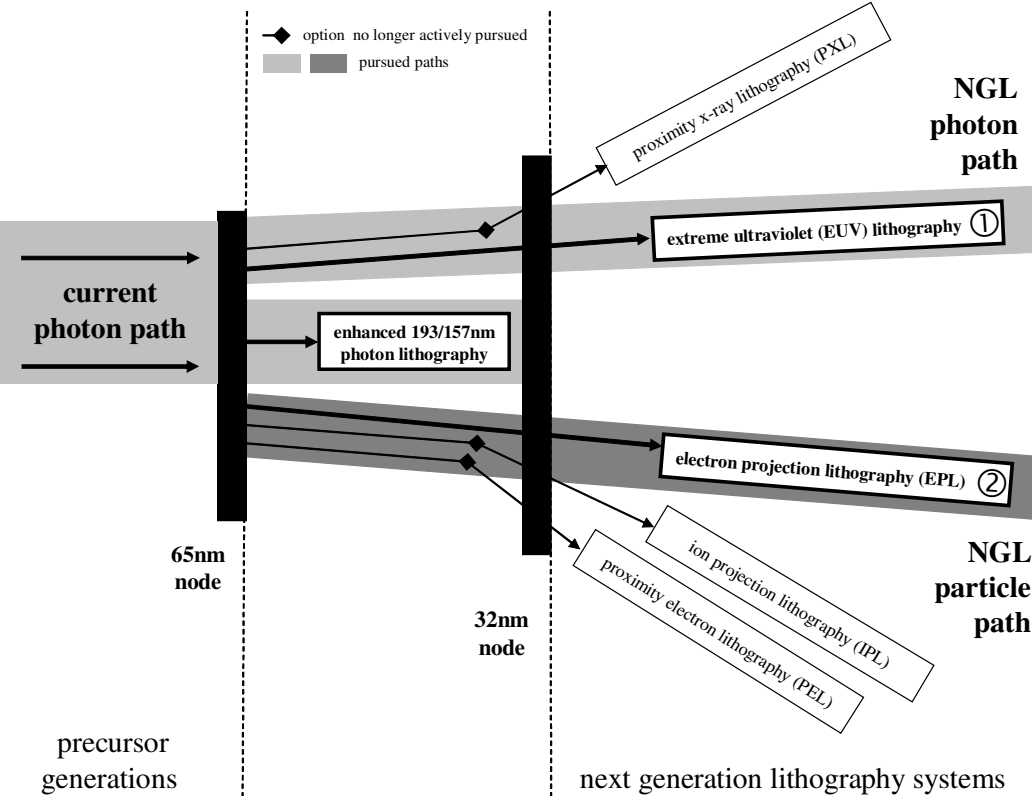 option no longer actively pursued
pursued paths
proximity x-ray lithography (PXL)
NGL
photon
path
extreme ultraviolet (EUV) lithography ①
current
photon path
enhanced 193/157nm
photon lithography
electron projection lithography (EPL) ②
65nm
node
ion projection lithography (IPL)
proximity electron lithography (PEL)
NGL
particle
path
32nm
node
precursor
generations
next generation lithography systems